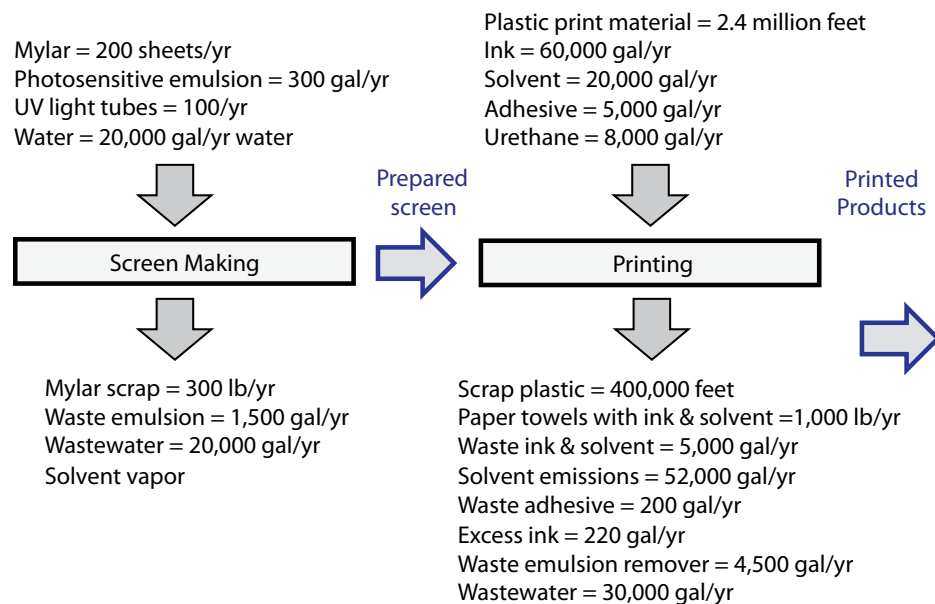 Mylar = 200 sheets/yr
Photosensitive emulsion = 300 gal/yr
UV light tubes = 100/yr
Water = 20,000 gal/yr water
Plastic print material = 2.4 million feet
Ink = 60,000 gal/yr
Solvent = 20,000 gal/yr
Adhesive = 5,000 gal/yr
Urethane = 8,000 gal/yr
Prepared
screen
Printed
Products
Screen Making
Printing
Mylar scrap = 300 lb/yr
Waste emulsion = 1,500 gal/yr
Wastewater = 20,000 gal/yr
Solvent vapor
Scrap plastic = 400,000 feet
Paper towels with ink & solvent =1,000 lb/yr
Waste ink & solvent = 5,000 gal/yr
Solvent emissions = 52,000 gal/yr
Waste adhesive = 200 gal/yr
Excess ink = 220 gal/yr
Waste emulsion remover = 4,500 gal/yr
Wastewater = 30,000 gal/yr